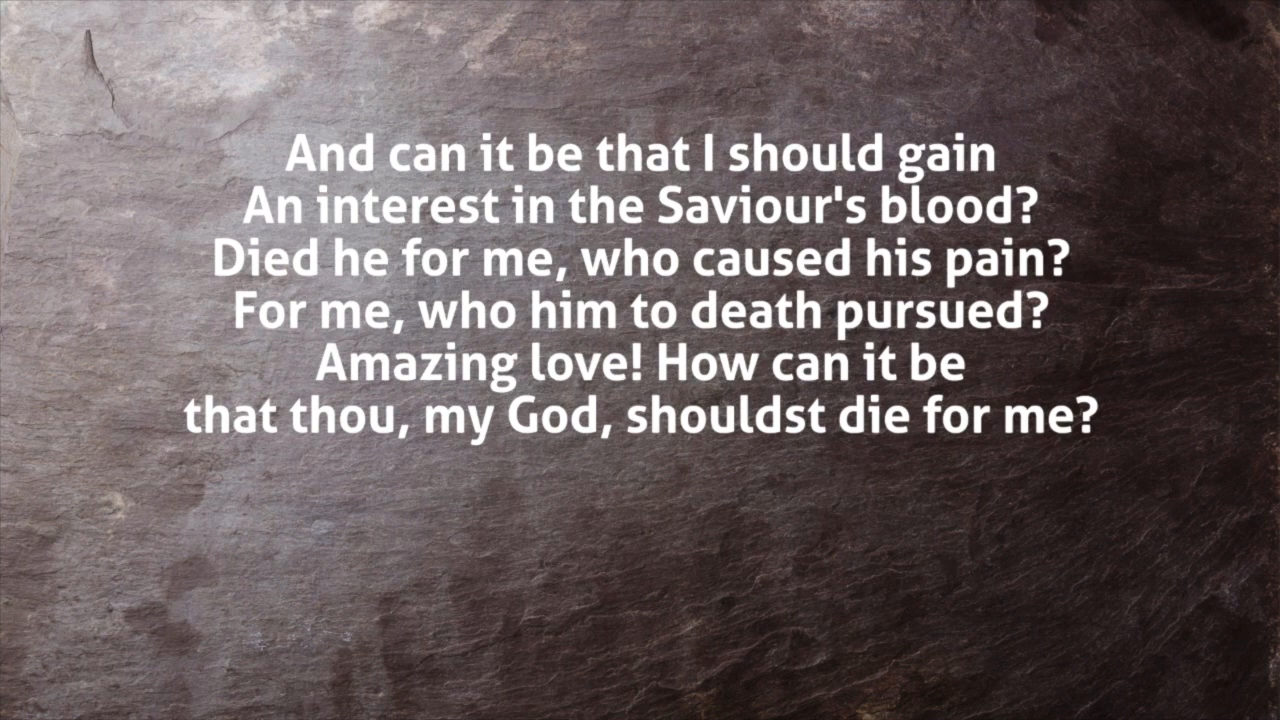 And can it be that I should gain
An interest in the Saviour's blood?
Died he for me, who caused his pain?
For me, who him to death pursued?
Amazing love! How can it be
that thou, my God, shouldst die for me?